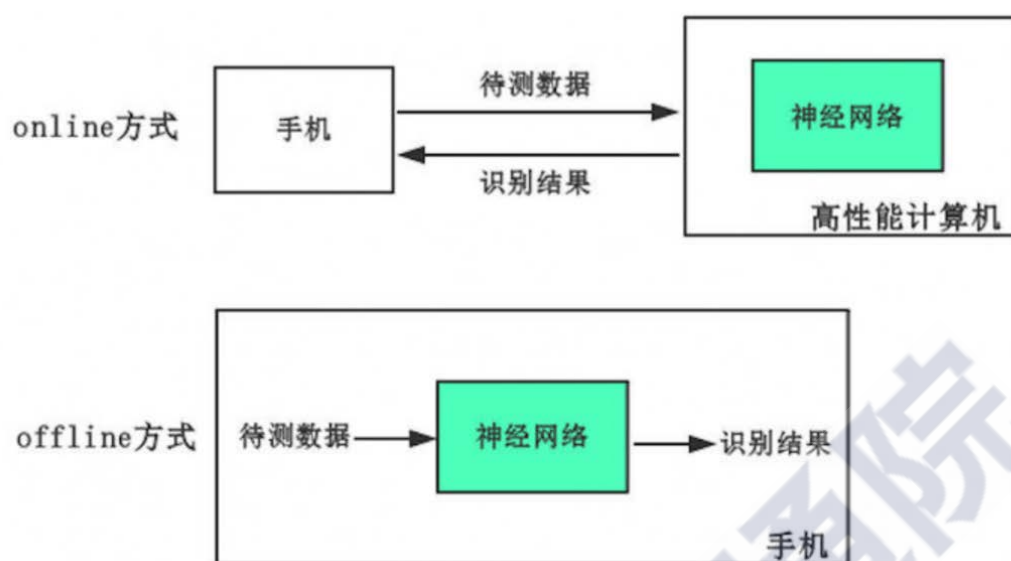 待测数据
online方式
手机
神经网络
识别结果
高性能计算机
offline方式
待测数据
神经网络
识别结果
手机
通院